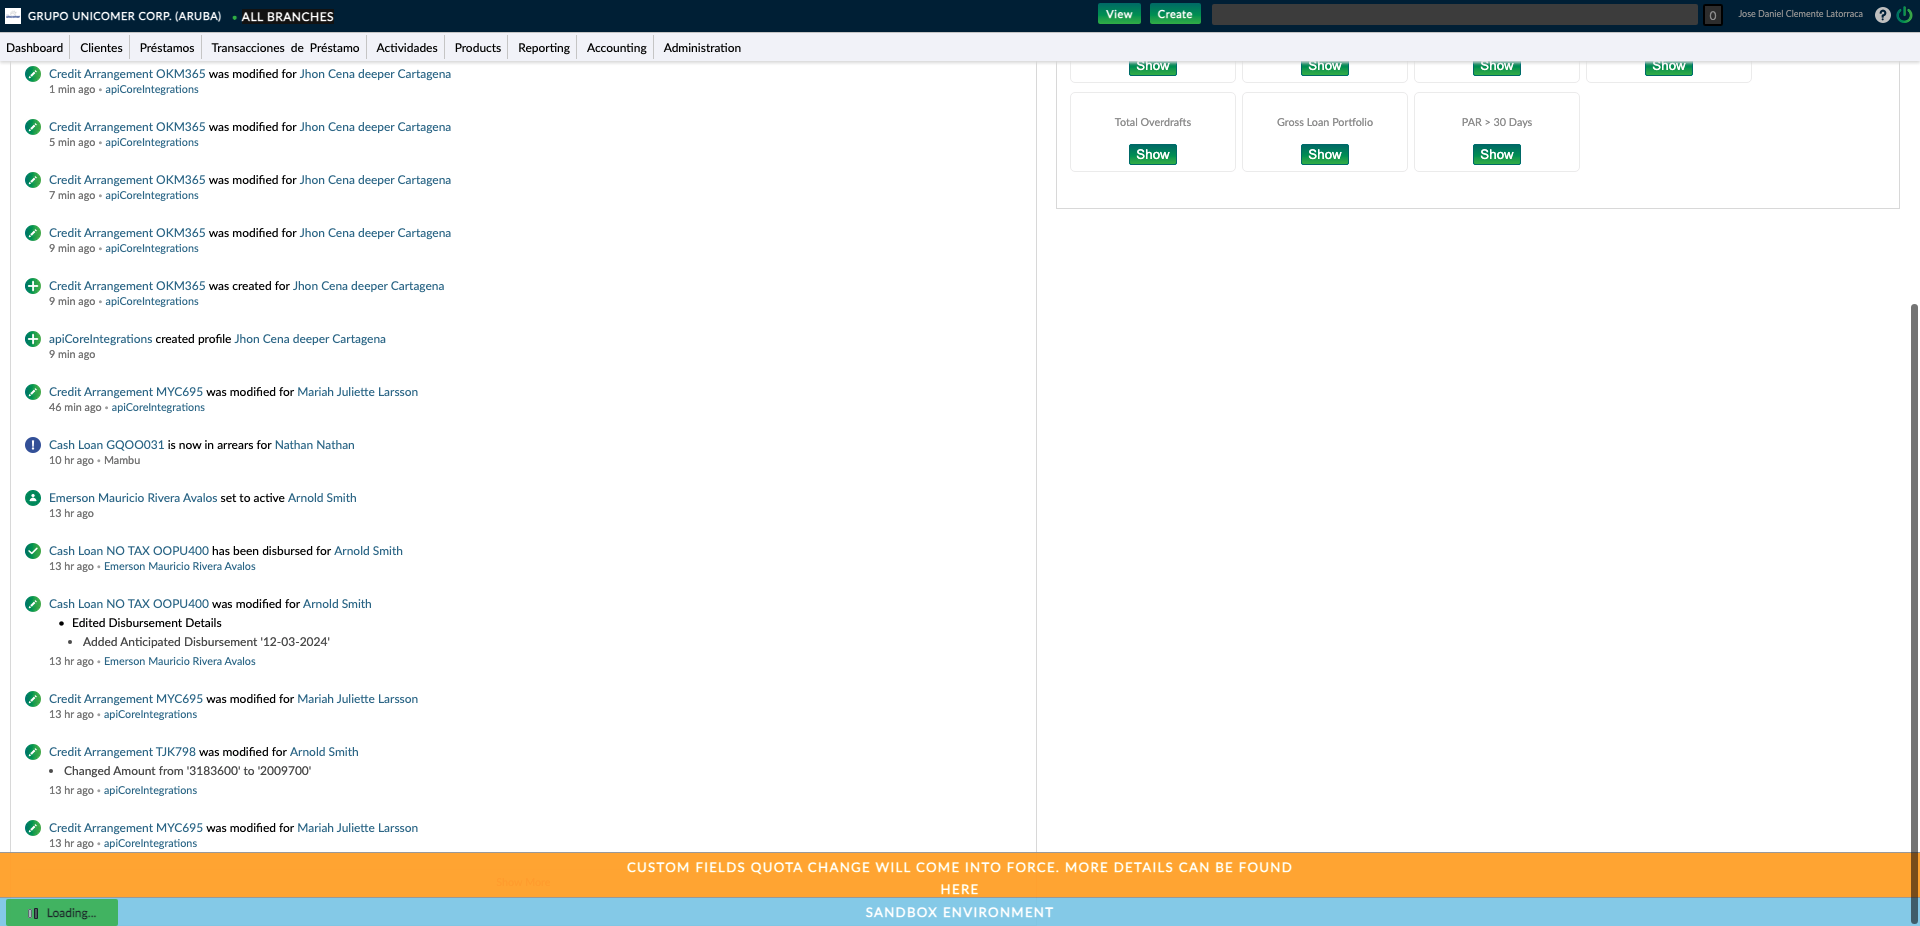 GRUPO UNICOMER CORP. (ARUBA) • ALL BRANCHES
View Create 0 Jose Daniel Clemente Latorraca ?
Dashboard Clientes Préstamos Transacciones de Préstamo Actividades Products Reporting Accounting Administration
Credit Arrangement OKM365 was modified for Jhon Cena deeper Cartagena
1 min ago • apiCoreIntegrations
Credit Arrangement OKM365 was modified for Jhon Cena deeper Cartagena
5 min ago • apiCoreIntegrations
Credit Arrangement OKM365 was modified for Jhon Cena deeper Cartagena
7 min ago • apiCoreIntegrations
Credit Arrangement OKM365 was modified for Jhon Cena deeper Cartagena
9 min ago • apiCoreIntegrations
Credit Arrangement OKM365 was created for Jhon Cena deeper Cartagena
9 min ago • apiCoreIntegrations
apiCoreIntegrations created profile Jhon Cena deeper Cartagena
9 min ago
Credit Arrangement MYC695 was modified for Mariah Juliette Larsson
46 min ago • apiCoreIntegrations
Cash Loan GQOO031 is now in arrears for Nathan Nathan
10 hr ago • Mambu
Emerson Mauricio Rivera Avalos set to active Arnold Smith
13 hr ago
Cash Loan NO TAX OOPU400 has been disbursed for Arnold Smith
13 hr ago • Emerson Mauricio Rivera Avalos
Cash Loan NO TAX OOPU400 was modified for Arnold Smith
• Edited Disbursement Details
• Added Anticipated Disbursement '12-03-2024'
13 hr ago • Emerson Mauricio Rivera Avalos
Credit Arrangement MYC695 was modified for Mariah Juliette Larsson
13 hr ago • apiCoreIntegrations
Credit Arrangement TJK798 was modified for Arnold Smith
• Changed Amount from '3183600' to '2009700'
13 hr ago • apiCoreIntegrations
Credit Arrangement MYC695 was modified for Mariah Juliette Larsson
13 hr ago • apiCoreIntegrations
Show Show Show Show
Total Overdrafts Gross Loan Portfolio PAR > 30 Days
Show Show Show
CUSTOM FIELDS QUOTA CHANGE WILL COME INTO FORCE. MORE DETAILS CAN BE FOUND
HERE
Loading...
SANDBOX ENVIRONMENT